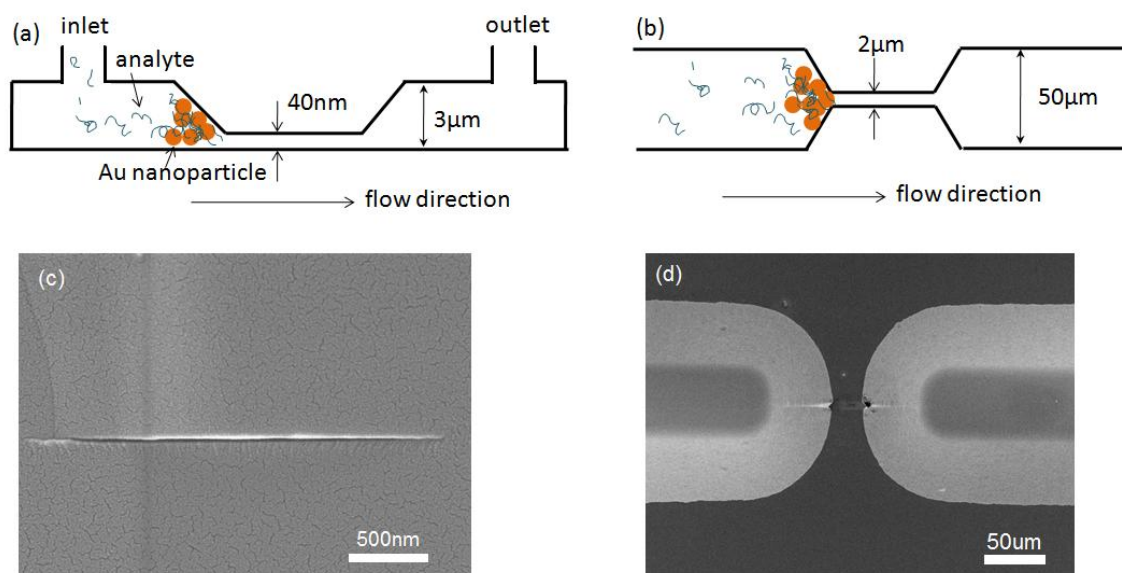 (a)
inlet
outlet
analyte
40nm
3μm
Au nanoparticle
flow direction
(b)
2μm
50μm
flow direction
(c)
500nm
(d)
50um